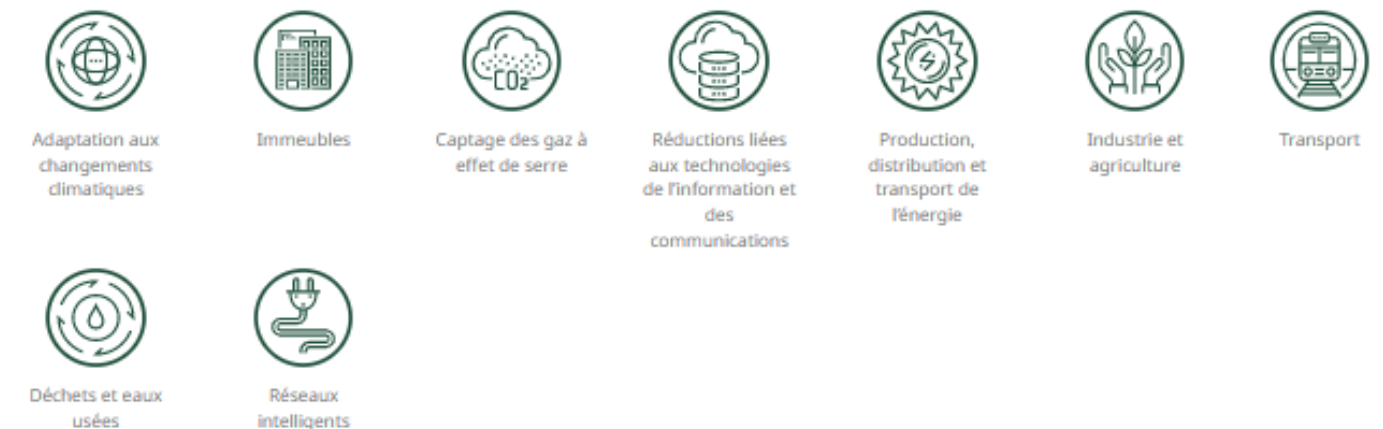 CO₂
Adaptation aux
changements
climatiques
Immeubles
Captage des gaz à
effet de serre
Réductions liées
aux technologies
de l'information et
des
communications
Production,
distribution et
transport de
l'énergie
Industrie et
agriculture
Transport
Déchets et eaux
usées
Réseaux
intelligents